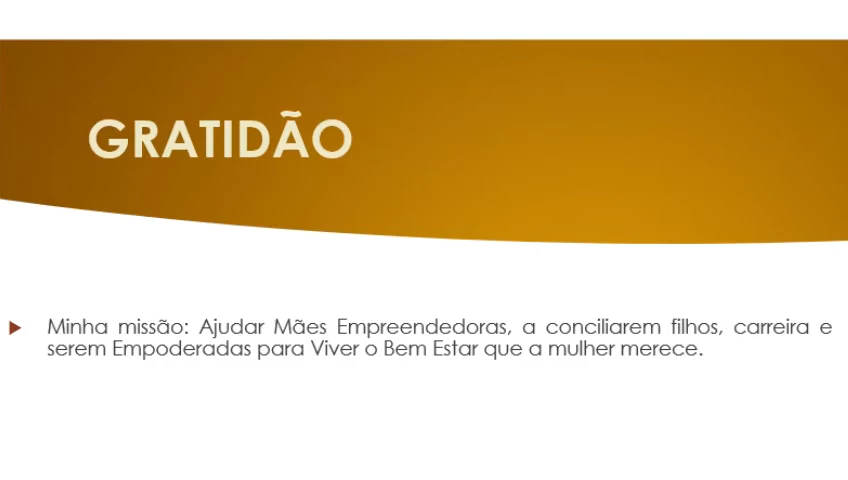 GRATIDÃO
Minha missão: Ajudar Mães Empreendedoras, a conciliarem filhos, carreira e
serem Empoderadas para Viver o Bem Estar que a mulher merece.